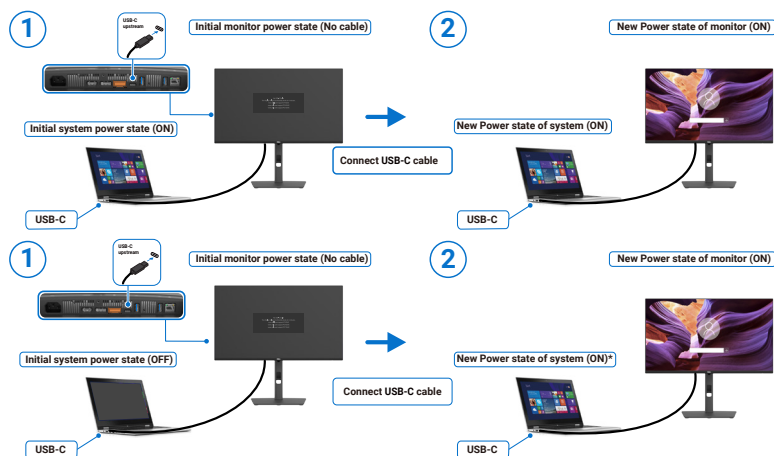 1
USB-C
upstream
Initial monitor power state (No cable)
2
New Power state of monitor (ON)
Initial system power state (ON)
New Power state of system (ON)
Connect USB-C cable
USB-C
USB-C
1
USB-C
upstream
Initial monitor power state (No cable)
2
New Power state of monitor (ON)
Initial system power state (OFF)
New Power state of system (ON)*
Connect USB-C cable
USB-C
USB-C